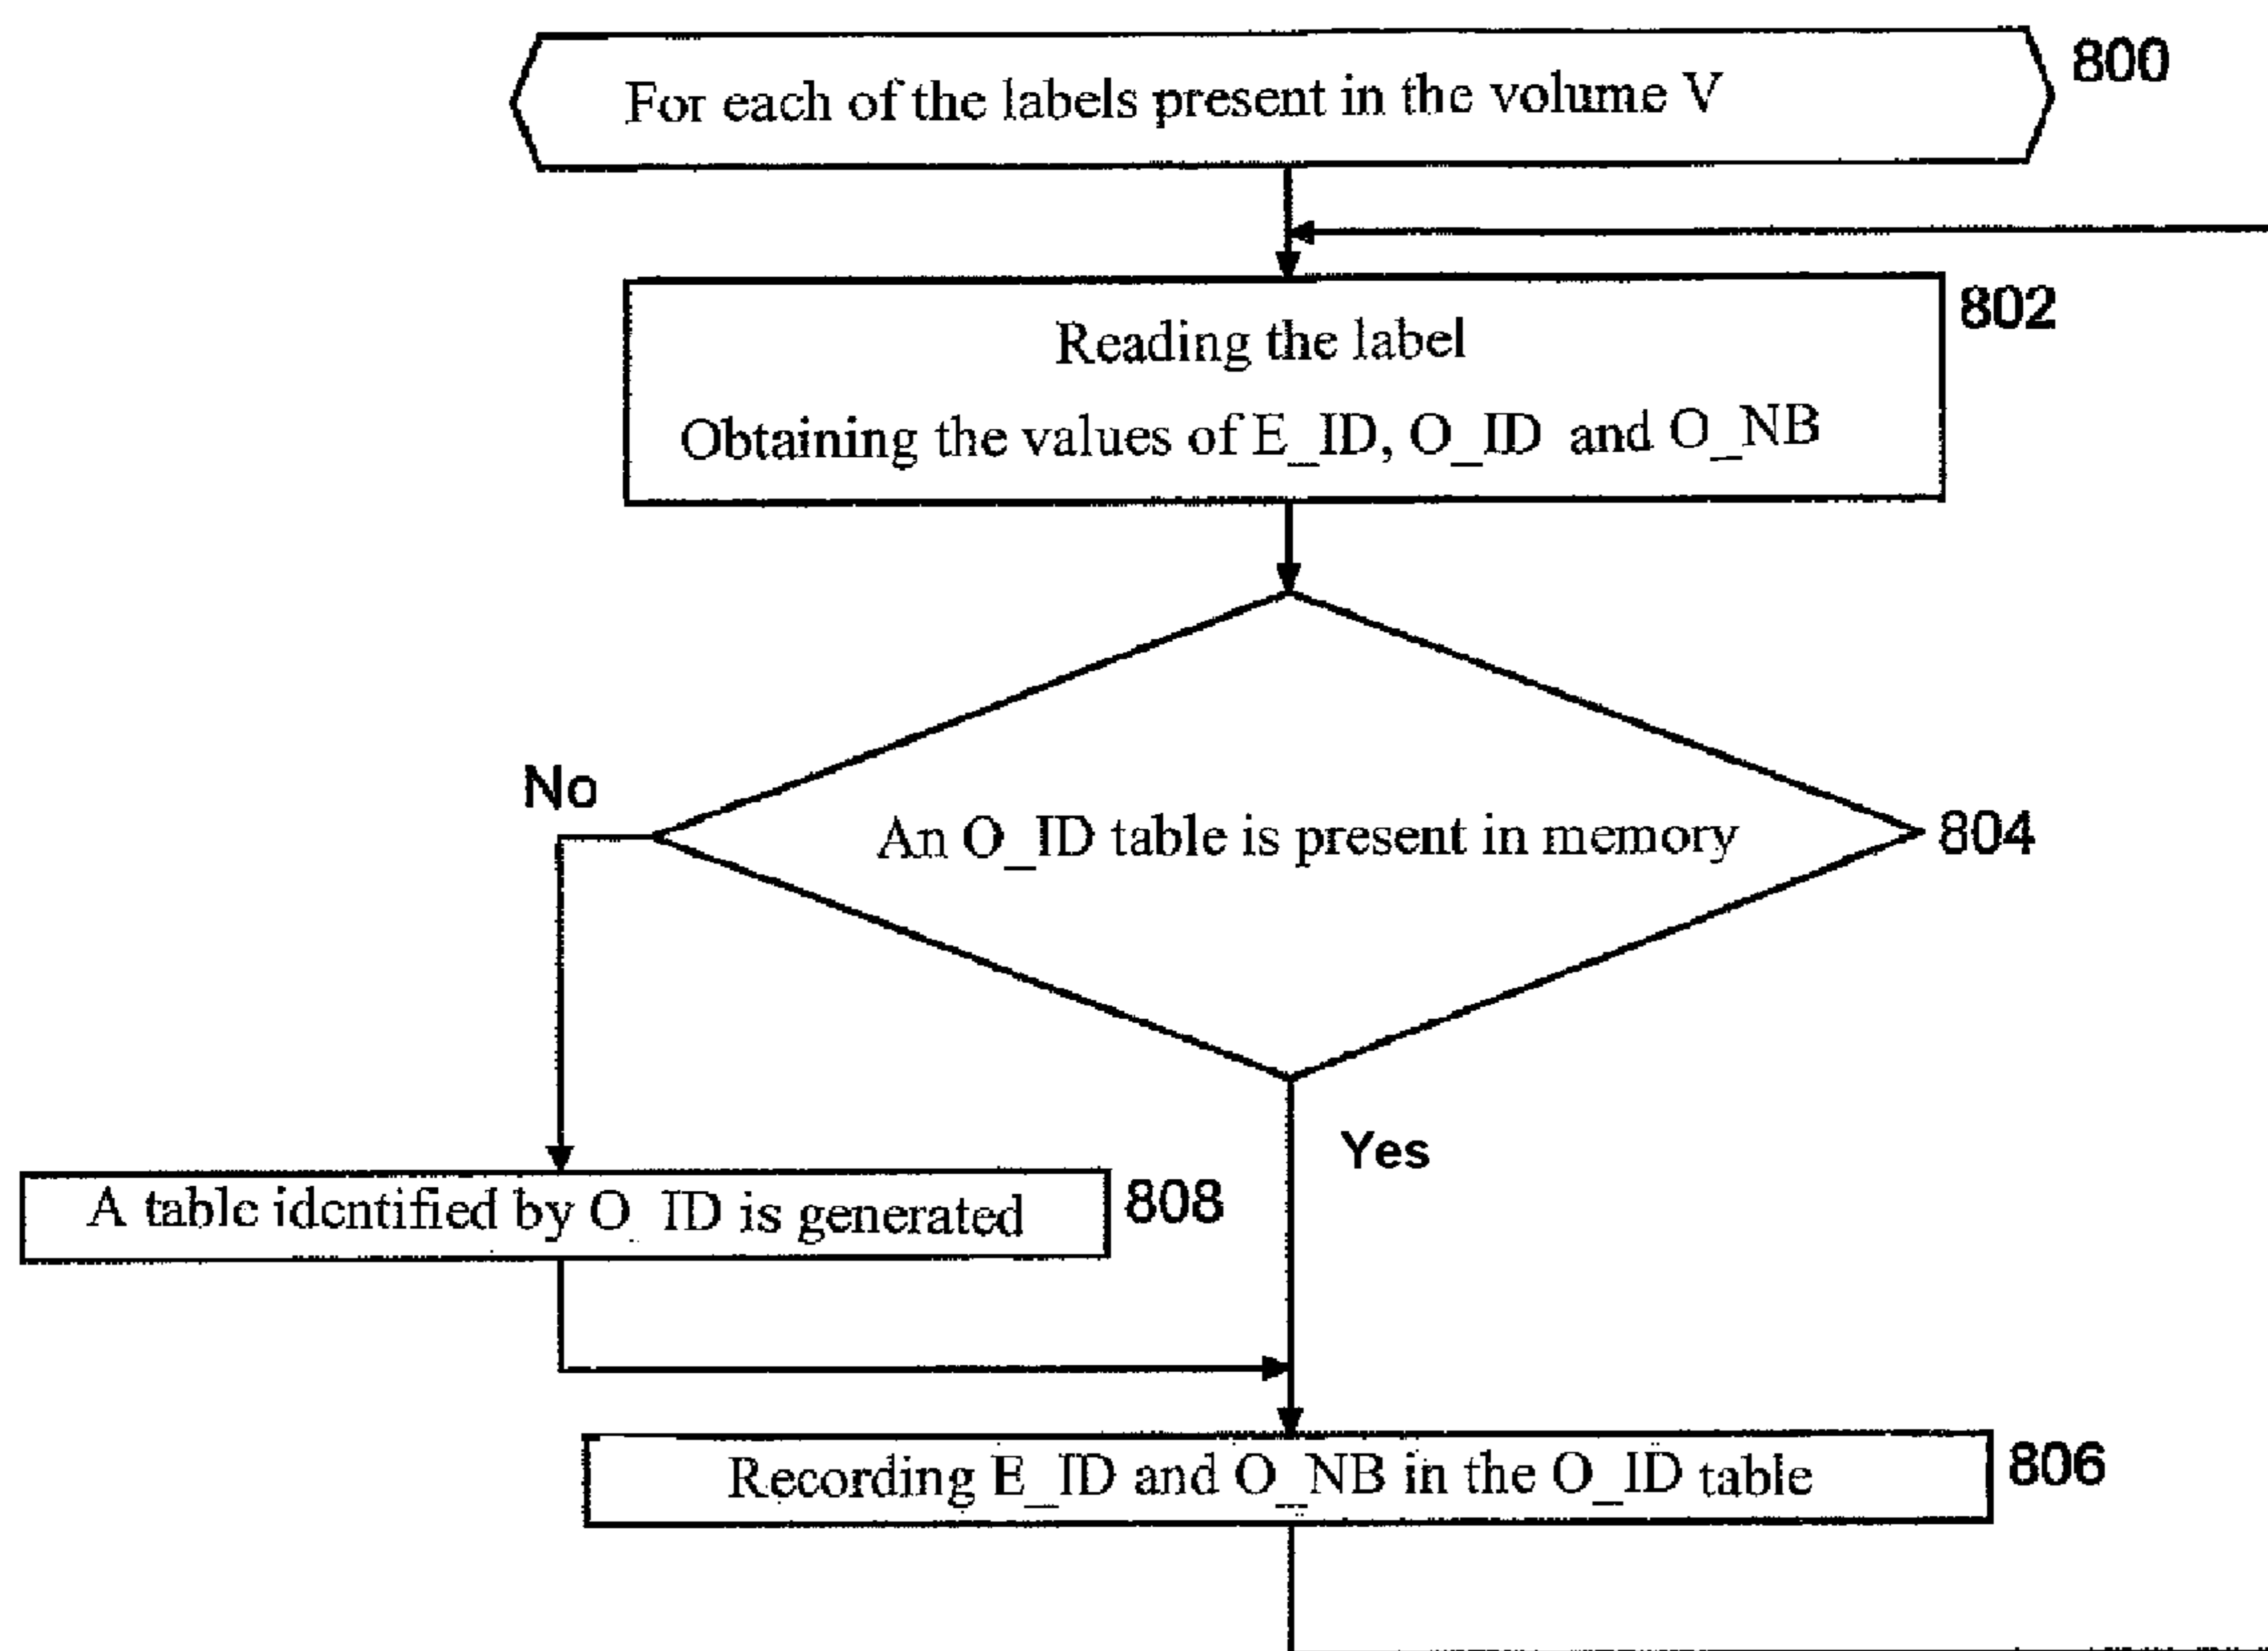 For each of the labels present in the volume V
800
Reading the label
Obtaining the values of E_ID, O_ID and O_NB
802
No
An O_ID table is present in memory
804
Yes
A table identified by O_ID is generated
808
Recording E_ID and O_NB in the O_ID table
806